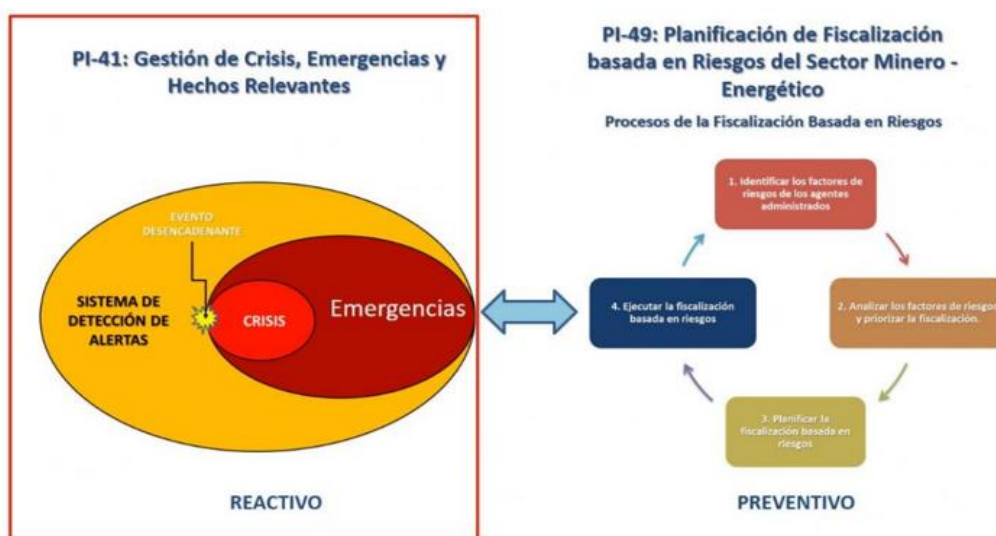 PI-41: Gestión de Crisis, Emergencias y
Hechos Relevantes
EVENTO
DESENCADENANTE
SISTEMA DE
DETECCIÓN DE
ALERTAS
CRISIS
Emergencias
REACTIVO
PI-49: Planificación de Fiscalización
basada en Riesgos del Sector Minero -
Energético
Procesos de la Fiscalización Basada en Riesgos
1. Identificar los factores de
riesgos de los agentes
administrados
2. Analizar los factores de riesgos
y priorizar la fiscalización.
3. Planificar la
fiscalización basada en
riesgos
4. Ejecutar la fiscalización
basada en riesgos
PREVENTIVO